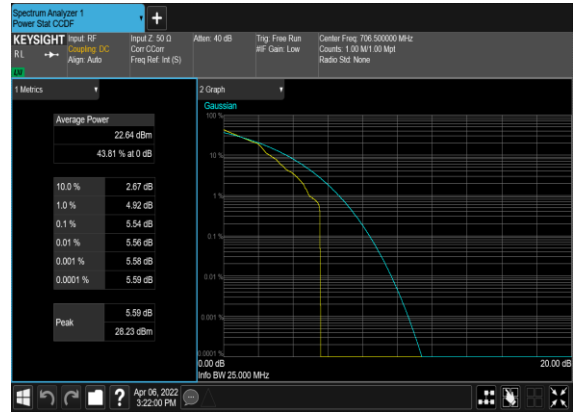 Spectrum Analyzer 1
Power Stat CCDF
KEYSIGHT Input: RF Input Z: 50 Ω Atten: 40 dB Trig: Free Run Center Freq: 706.500000 MHz
R L Coupling: DC Corr CCorr #IF Gain: Low Counts: 1.00 M/1.00 Mpt
Align: Auto Freq Ref: Int (S) Radio Std: None
1 Metrics
2 Graph
Average Power
22.64 dBm
43.81 % at 0 dB
10.0 % 2.67 dB
1.0 % 4.92 dB
0.1 % 5.54 dB
0.01 % 5.56 dB
0.001 % 5.58 dB
0.0001 % 5.59 dB
Peak 5.59 dB
28.23 dBm
Gaussian
100 %
10 %
1 %
0.1 %
0.01 %
0.001 %
0.0001 %
0.00 dB 20.00 dB
Info BW 25.000 MHz
Apr 06, 2022
3:22:00 PM